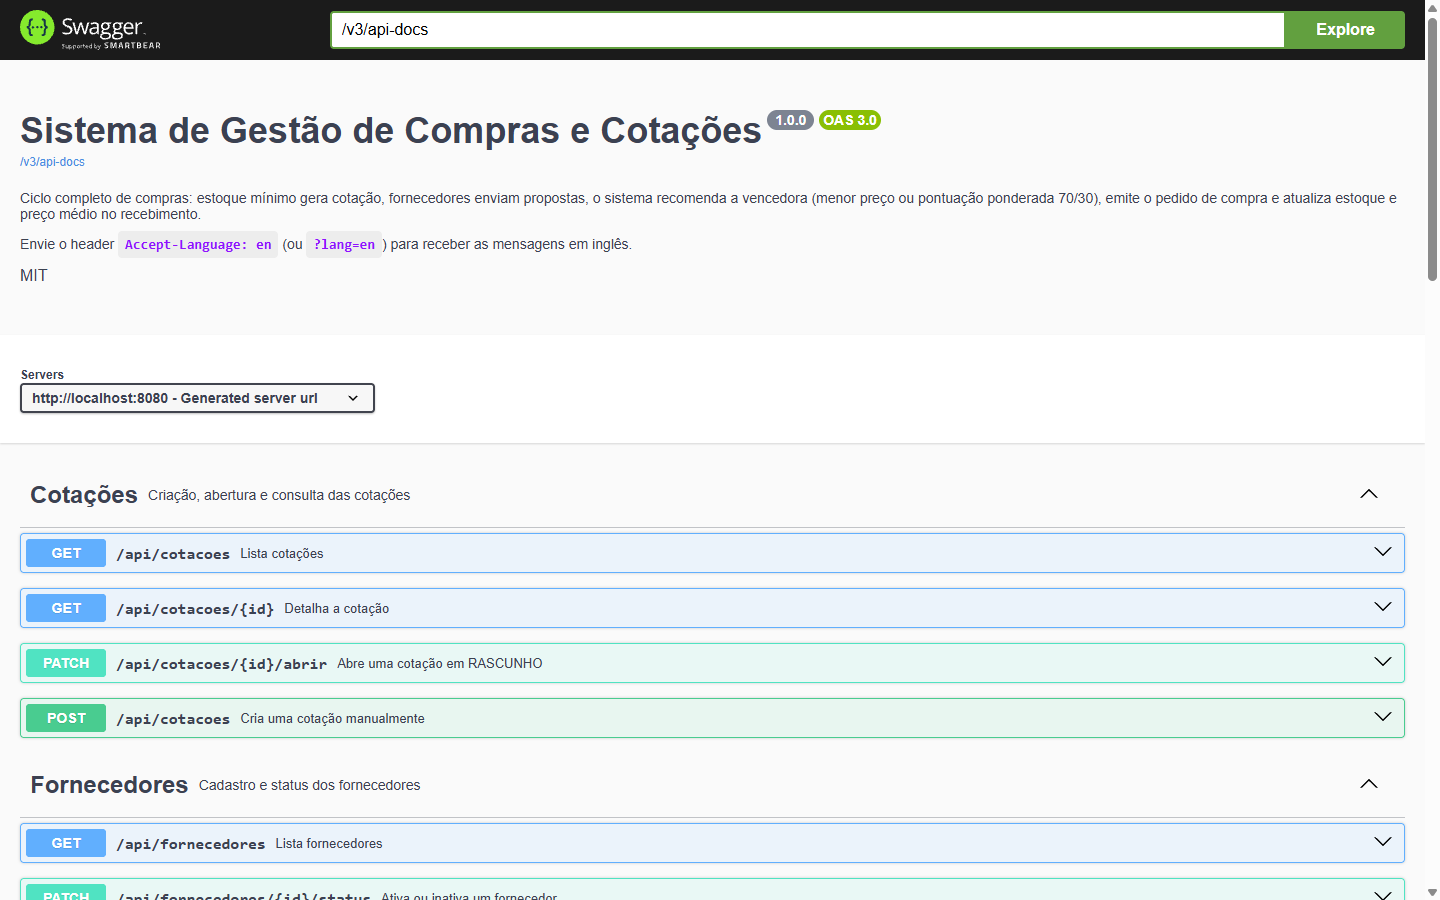 Swagger.
Supported by SMARTBEAR
/v3/api-docs
Explore
Sistema de Gestão de Compras e Cotações 1.0.0 OAS 3.0
/v3/api-docs
Ciclo completo de compras: estoque mínimo gera cotação, fornecedores enviam propostas, o sistema recomenda a vencedora (menor preço ou pontuação ponderada 70/30), emite o pedido de compra e atualiza estoque e
preço médio no recebimento.
Envie o header Accept-Language: en (ou ?lang=en ) para receber as mensagens em inglês.
MIT
Servers
http://localhost:8080 - Generated server url
Cotações Criação, abertura e consulta das cotações
GET /api/cotacoes Lista cotações
GET /api/cotacoes/{id} Detalha a cotação
PATCH /api/cotacoes/{id}/abrir Abre uma cotação em RASCUNHO
POST /api/cotacoes Cria uma cotação manualmente
Fornecedores Cadastro e status dos fornecedores
GET /api/fornecedores Lista fornecedores
PATCH /api/fornecedores/{id}/status Ativa ou inativa um fornecedor